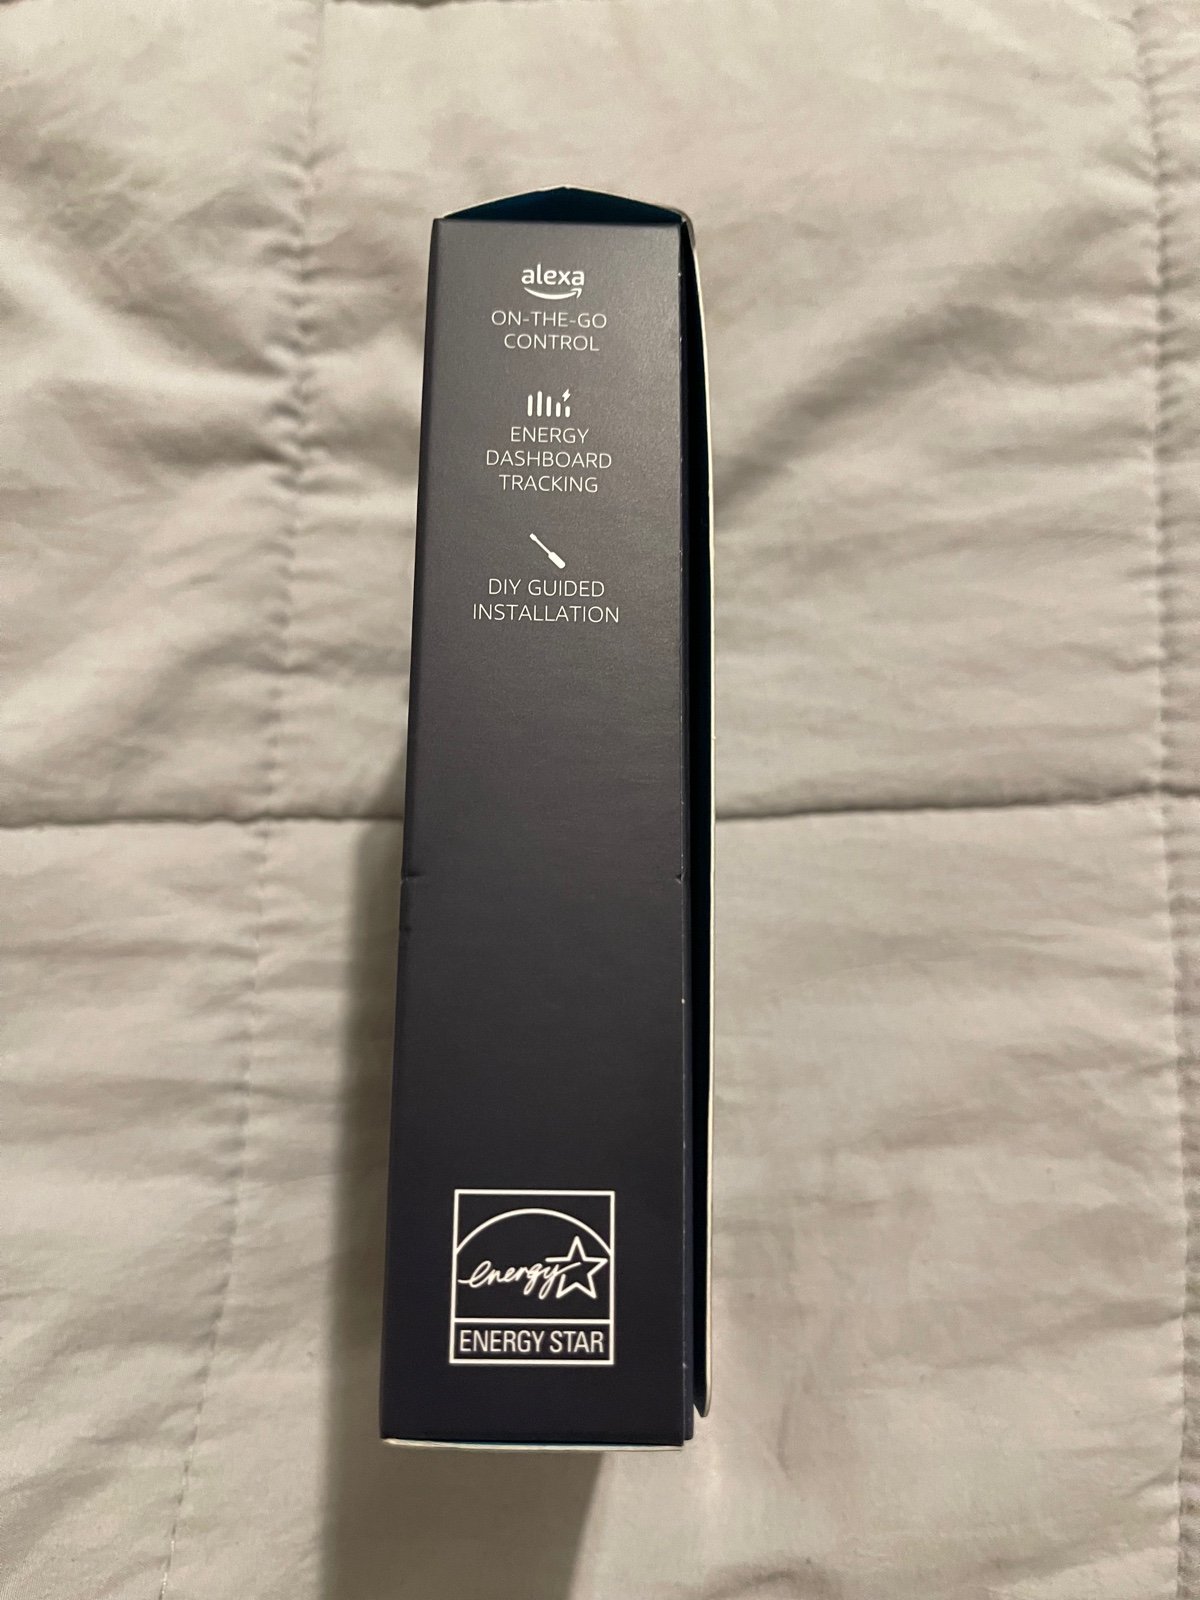 alexa
ON-THE-GO
CONTROL
ENERGY
DASHBOARD
TRACKING
DIY GUIDED
INSTALLATION
energy
ENERGY STAR